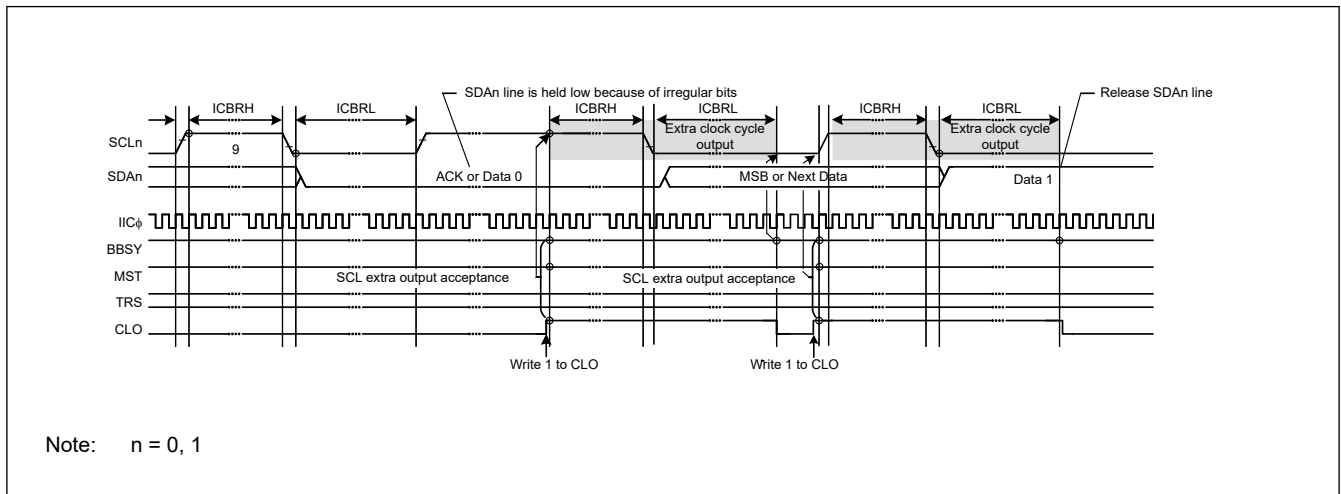 SDAn line is held low because of irregular bits
Release SDAn line
ICBRH
ICBRL
ICBRH
ICBRL
ICBRH
ICBRL
SCLn
9
Extra clock cycle
output
Extra clock cycle
output
SDAn
ACK or Data 0
MSB or Next Data
Data 1
IICϕ
BBSY
MST
SCL extra output acceptance
SCL extra output acceptance
TRS
CLO
Write 1 to CLO
Write 1 to CLO
Note: n = 0, 1